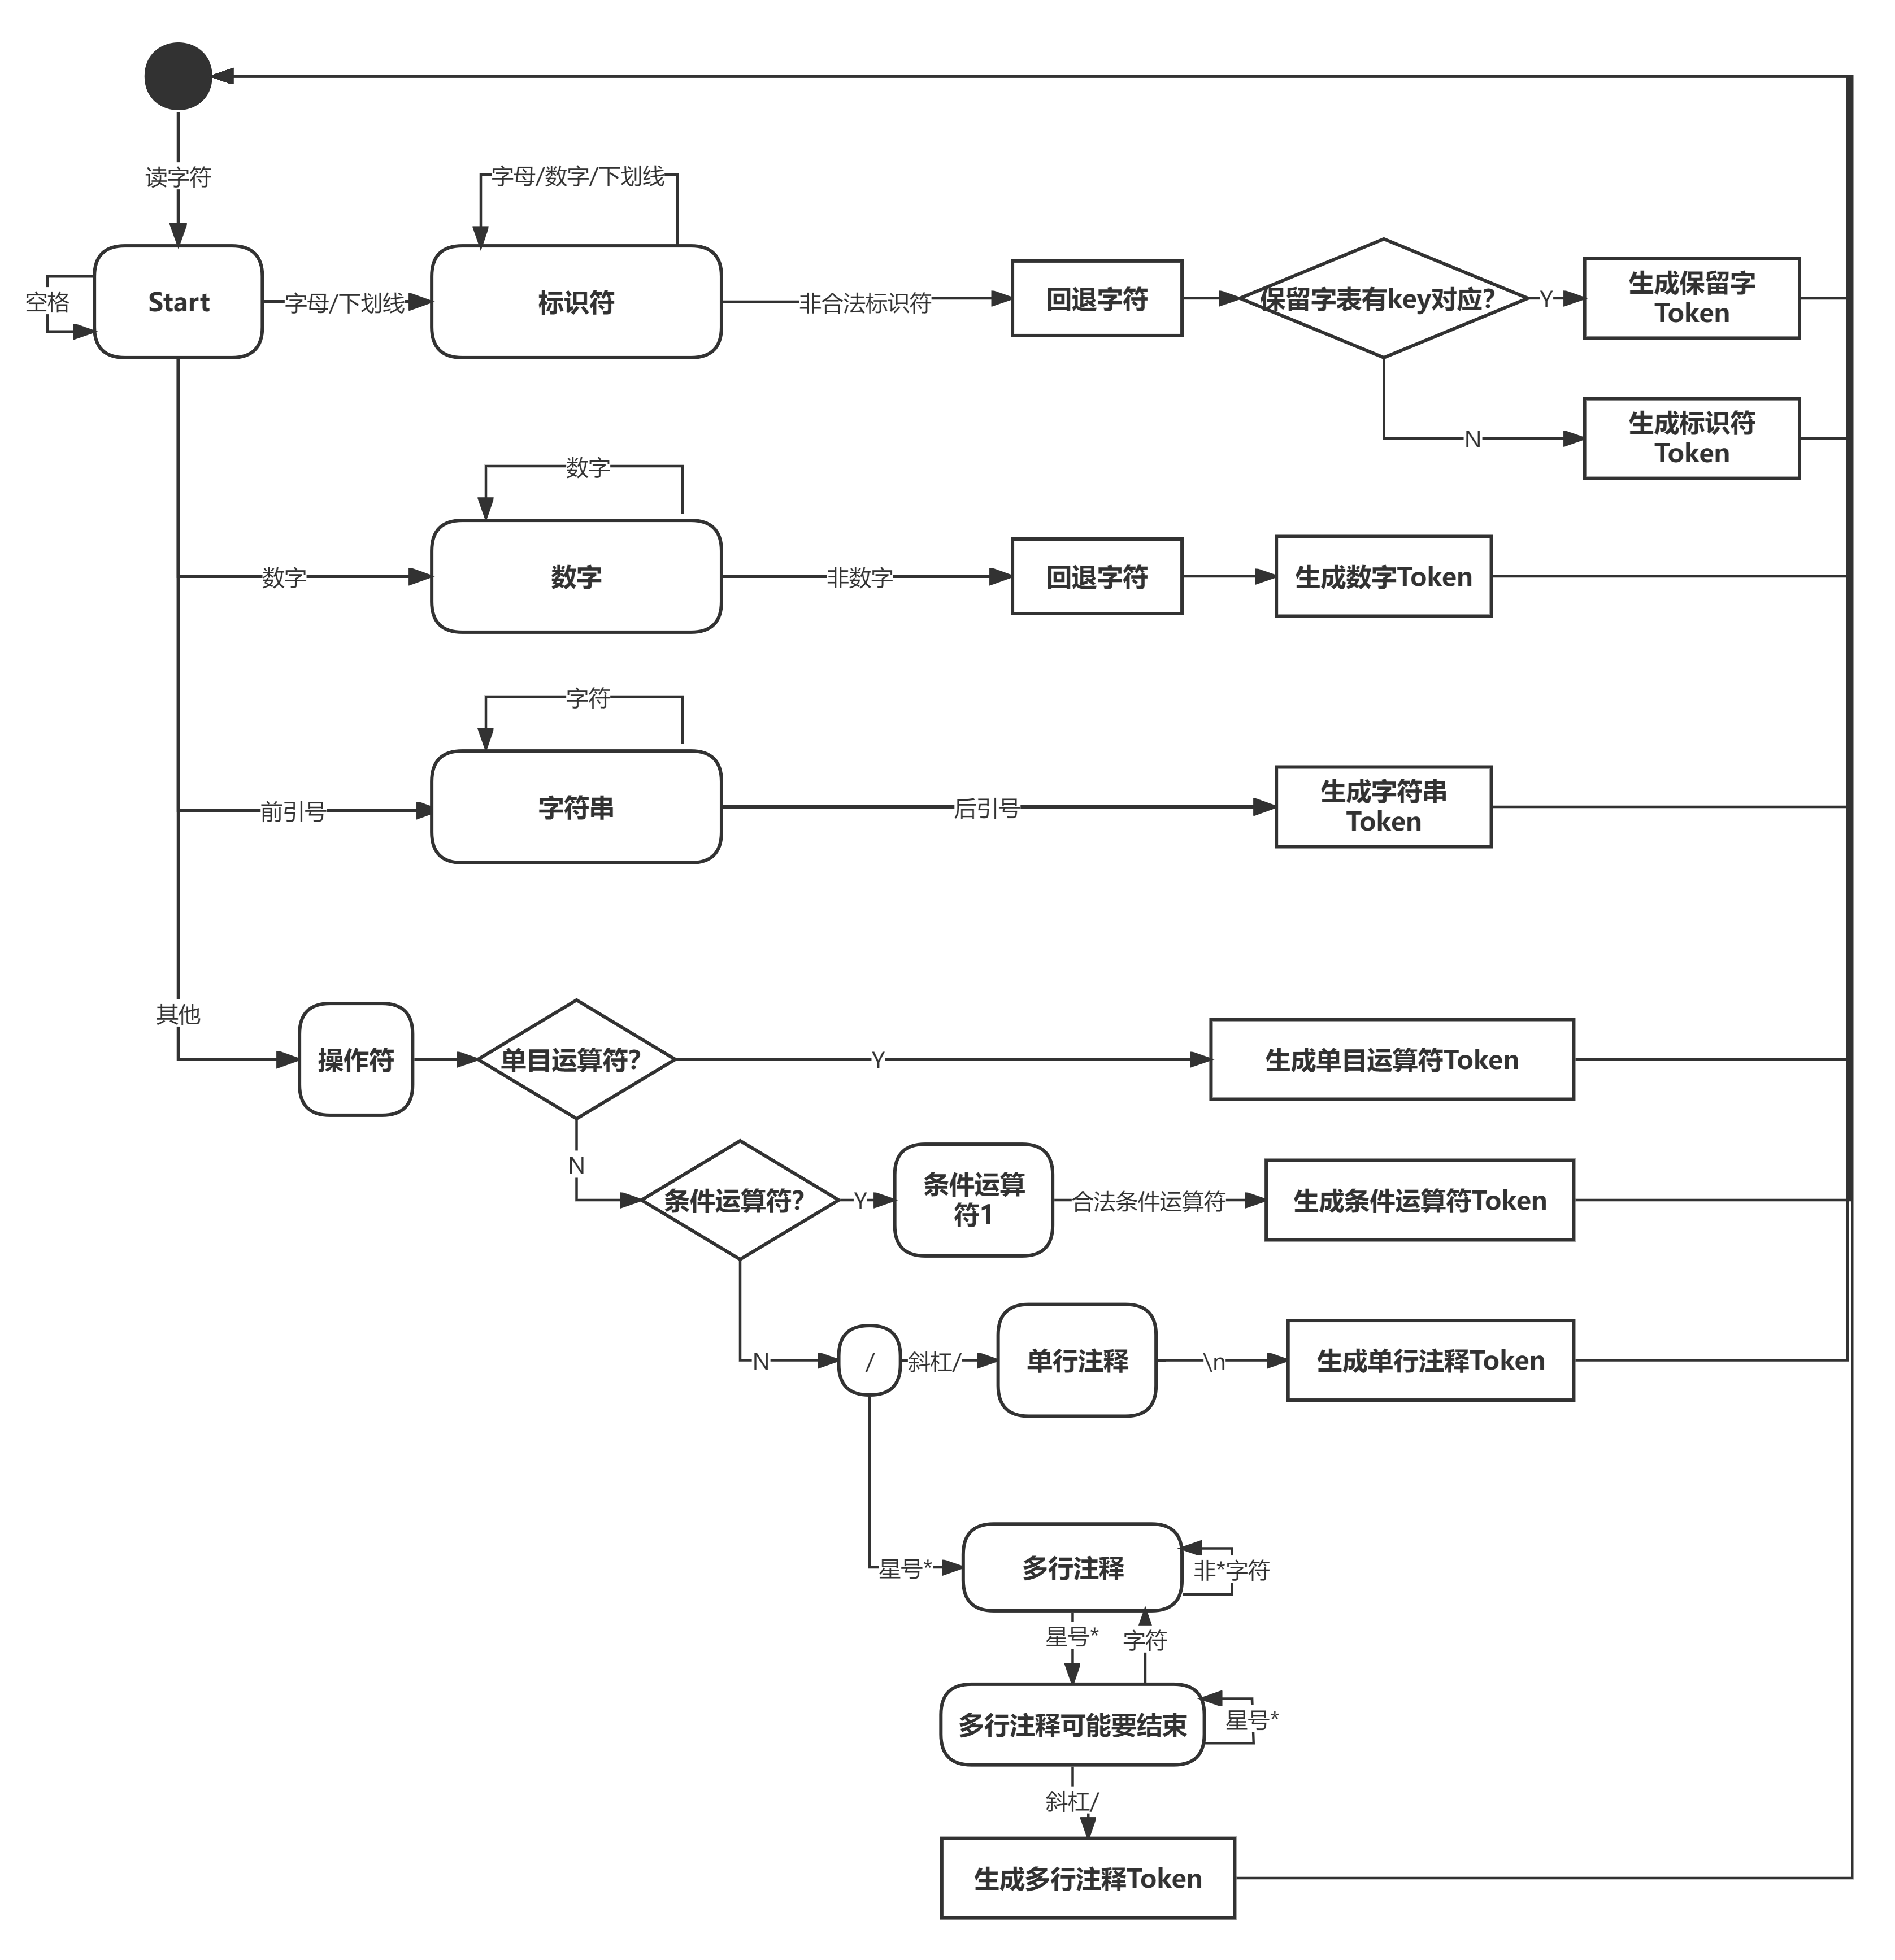 读字符
字母/数字/下划线
空格
Start
字母/下划线
标识符
非合法标识符
回退字符
保留字表有key对应?
Y
生成保留字
Token
N
生成标识符
Token
数字
数字
数字
非数字
回退字符
生成数字Token
字符
前引号
字符串
后引号
生成字符串
Token
其他
操作符
单目运算符?
Y
生成单目运算符Token
N
条件运算符?
Y
条件运算
符1
合法条件运算符
生成条件运算符Token
N
/
斜杠/
单行注释
\n
生成单行注释Token
星号*
多行注释
非*字符
星号*
字符
多行注释可能要结束
星号*
斜杠/
生成多行注释Token